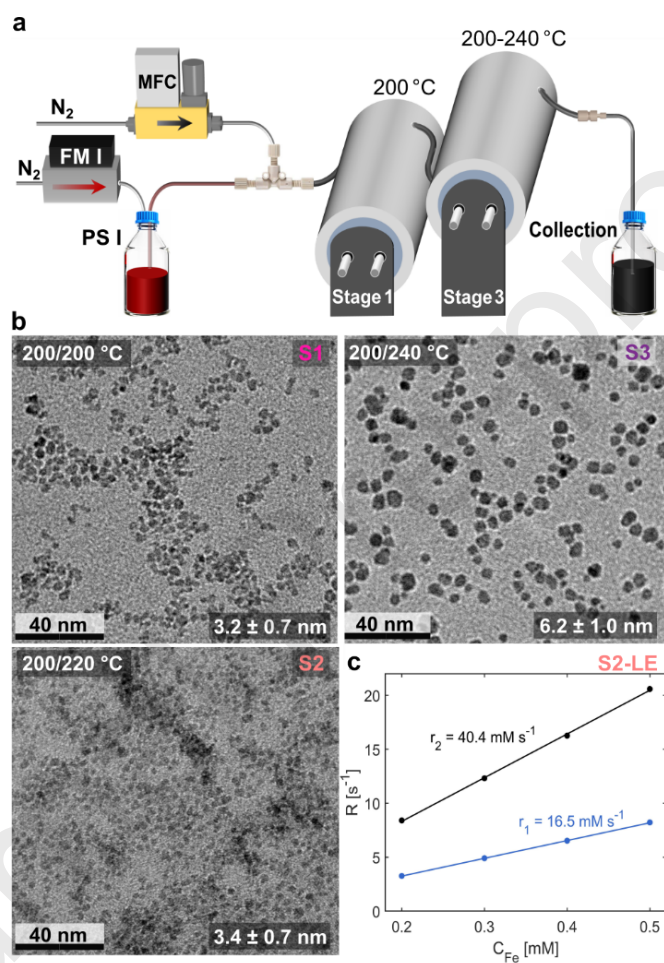 a
200-240 °C
MFC
200 °C
N2
FM I
N2
PS I
Collection
Stage 1
Stage 3
b
200/200 °C
S1
40 nm
3.2 ± 0.7 nm
200/240 °C
S3
40 nm
6.2 ± 1.0 nm
200/220 °C
S2
40 nm
3.4 ± 0.7 nm
c
S2-LE
20
15
10
5
0
R [s-1]
r2 = 40.4 mM s-1
r1 = 16.5 mM s-1
0.2
0.3
0.4
0.5
CFe [mM]